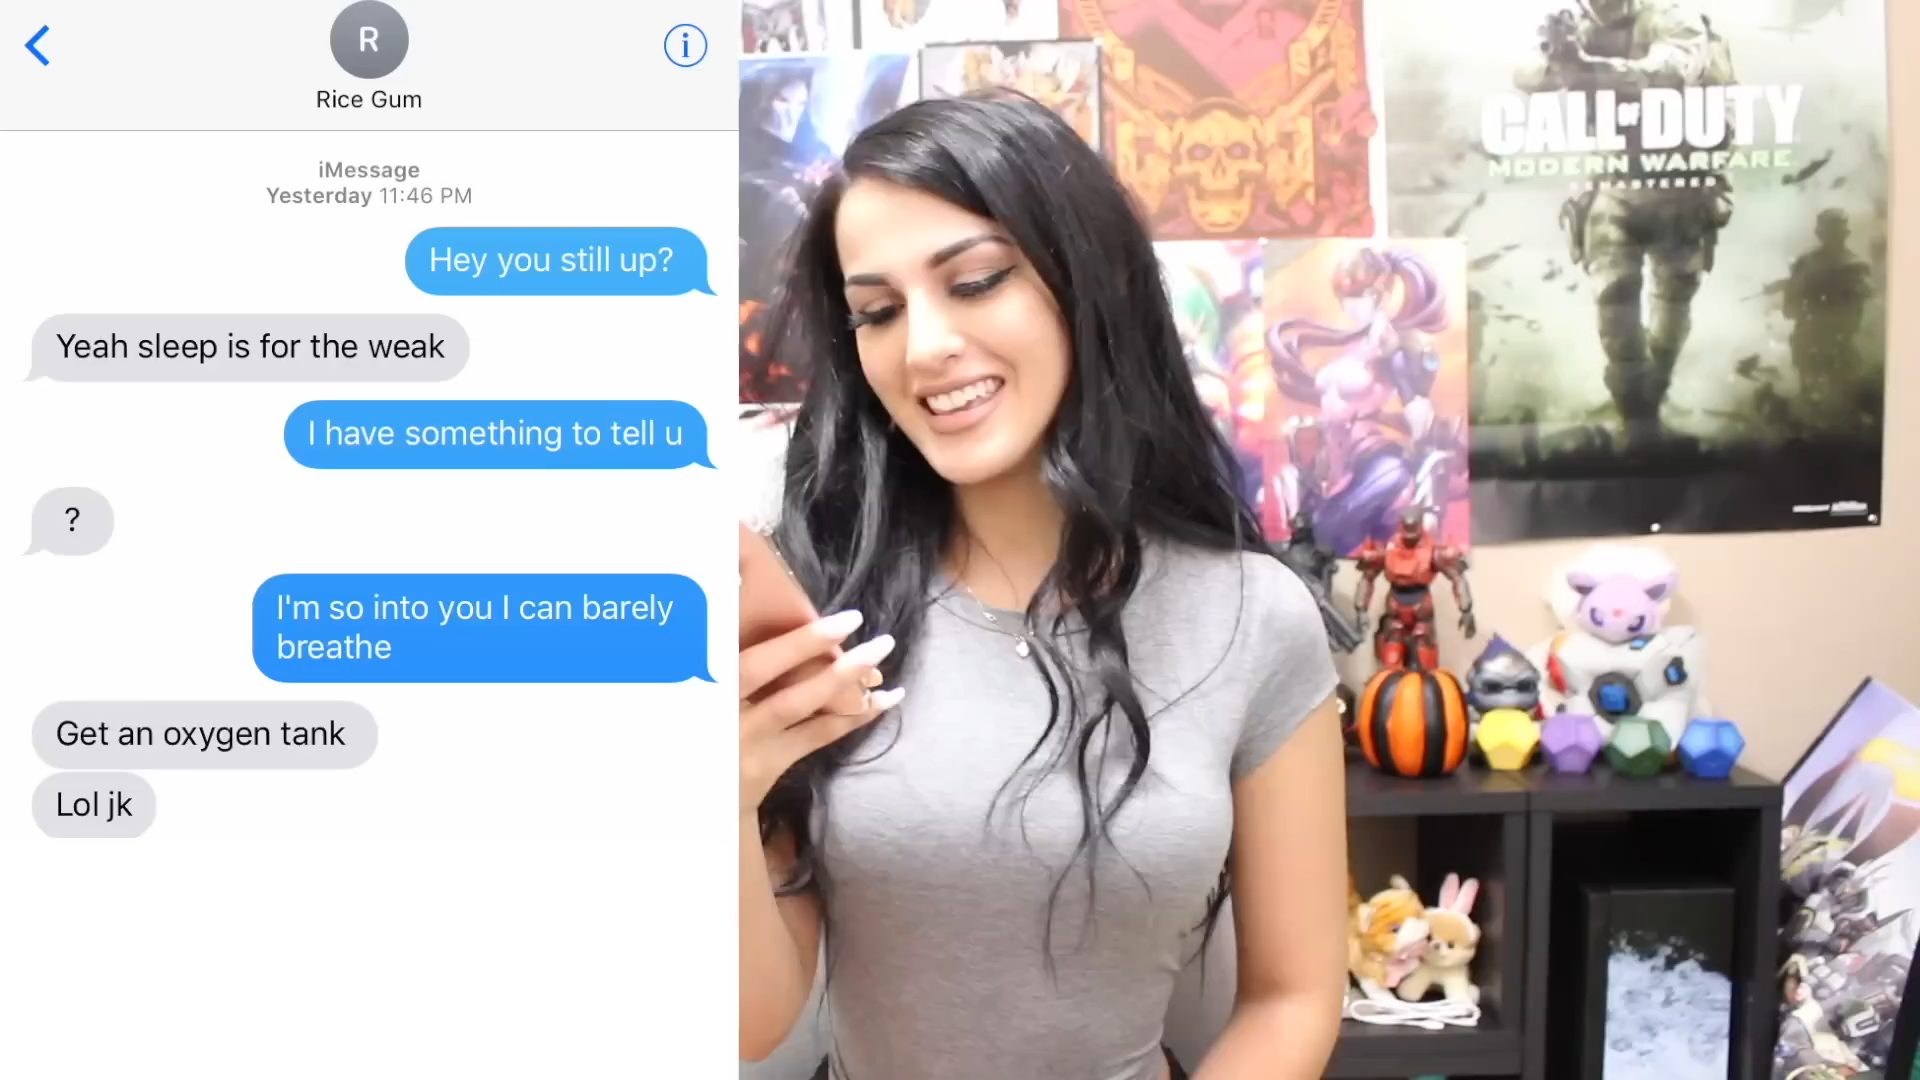 R
Rice Gum
iMessage
Yesterday 11:46 PM
Hey you still up?
Yeah sleep is for the weak
I have something to tell u
?
I'm so into you I can barely
breathe
Get an oxygen tank
Lol jk
CALL OF DUTY
MODERN WARFARE
REMASTERED